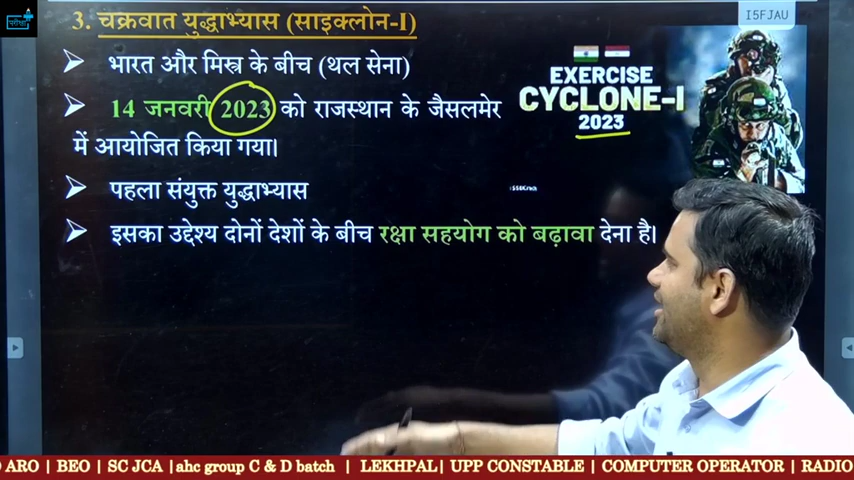 परीक्षा
3. चक्रवात युद्धाभ्यास (साइक्लोन-I)
I5FJAU
भारत और मिस्त्र के बीच (थल सेना)
14 जनवरी 2023 को राजस्थान के जैसलमेर
में आयोजित किया गया।
पहला संयुक्त युद्धाभ्यास
इसका उद्देश्य दोनों देशों के बीच रक्षा सहयोग को बढ़ावा देना है।
EXERCISE
CYCLONE-I
2023
ARO | BEO | SC JCA |ahc group C & D batch | LEKHPAL| UPP CONSTABLE | COMPUTER OPERATOR | RADIO